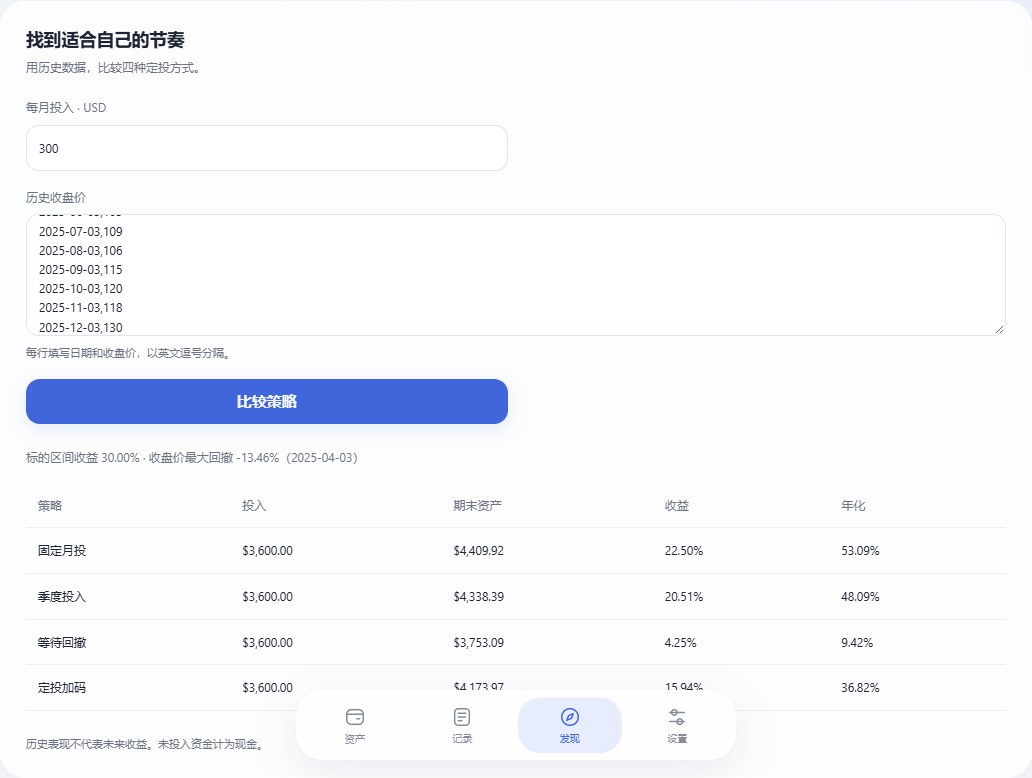 找到适合自己的节奏
用历史数据，比较四种定投方式。
每月投入 · USD
300
历史收盘价
2025-07-03,109
2025-08-03,106
2025-09-03,115
2025-10-03,120
2025-11-03,118
2025-12-03,130
每行填写日期和收盘价，以英文逗号分隔。
比较策略
标的区间收益 30.00% · 收盘价最大回撤 -13.46%（2025-04-03）
策略 投入 期末资产 收益 年化
固定月投 $3,600.00 $4,409.92 22.50% 53.09%
季度投入 $3,600.00 $4,338.39 20.51% 48.09%
等待回撤 $3,600.00 $3,753.09 4.25% 9.42%
定投加码 $3,600.00 $4,173.97 15.94% 36.82%
历史表现不代表未来收益。未投入资金计为现金。
资产 记录 发现 设置